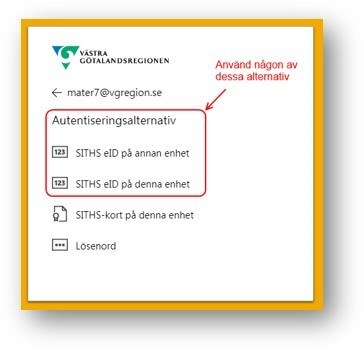 VÄSTRA
GÖTALANDSREGIONEN
Använd någon av
dessa alternativ
← mater7@vgregion.se
Autentiseringsalternativ
123 SITHS eID på annan enhet
123 SITHS eID på denna enhet
SITHS-kort på denna enhet
Lösenord